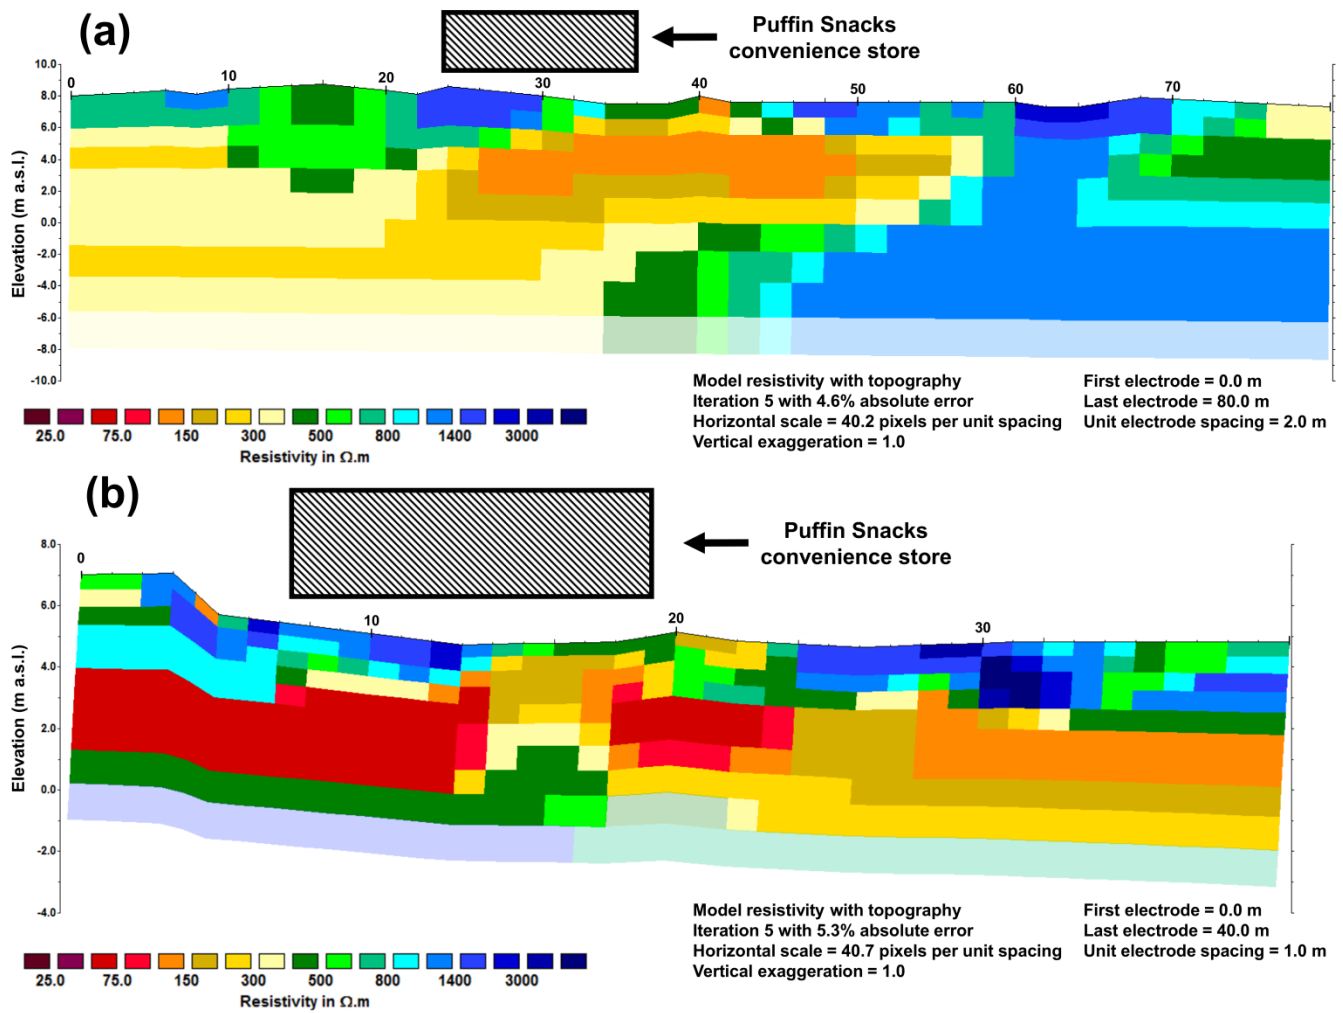 (a)
Puffin Snacks
convenience store
10.0
8.0
6.0
4.0
2.0
0.0
-2.0
-4.0
-6.0
-8.0
-10.0
Elevation (m a.s.l.)
0 10 20 30 40 50 60 70
Model resistivity with topography
Iteration 5 with 4.6% absolute error
Horizontal scale = 40.2 pixels per unit spacing
Vertical exaggeration = 1.0
First electrode = 0.0 m
Last electrode = 80.0 m
Unit electrode spacing = 2.0 m
25.0 75.0 150 300 500 800 1400 3000
Resistivity in Ω.m
(b)
Puffin Snacks
convenience store
8.0
6.0
4.0
2.0
0.0
-2.0
-4.0
Elevation (m a.s.l.)
0 10 20 30
Model resistivity with topography
Iteration 5 with 5.3% absolute error
Horizontal scale = 40.7 pixels per unit spacing
Vertical exaggeration = 1.0
First electrode = 0.0 m
Last electrode = 40.0 m
Unit electrode spacing = 1.0 m
25.0 75.0 150 300 500 800 1400 3000
Resistivity in Ω.m